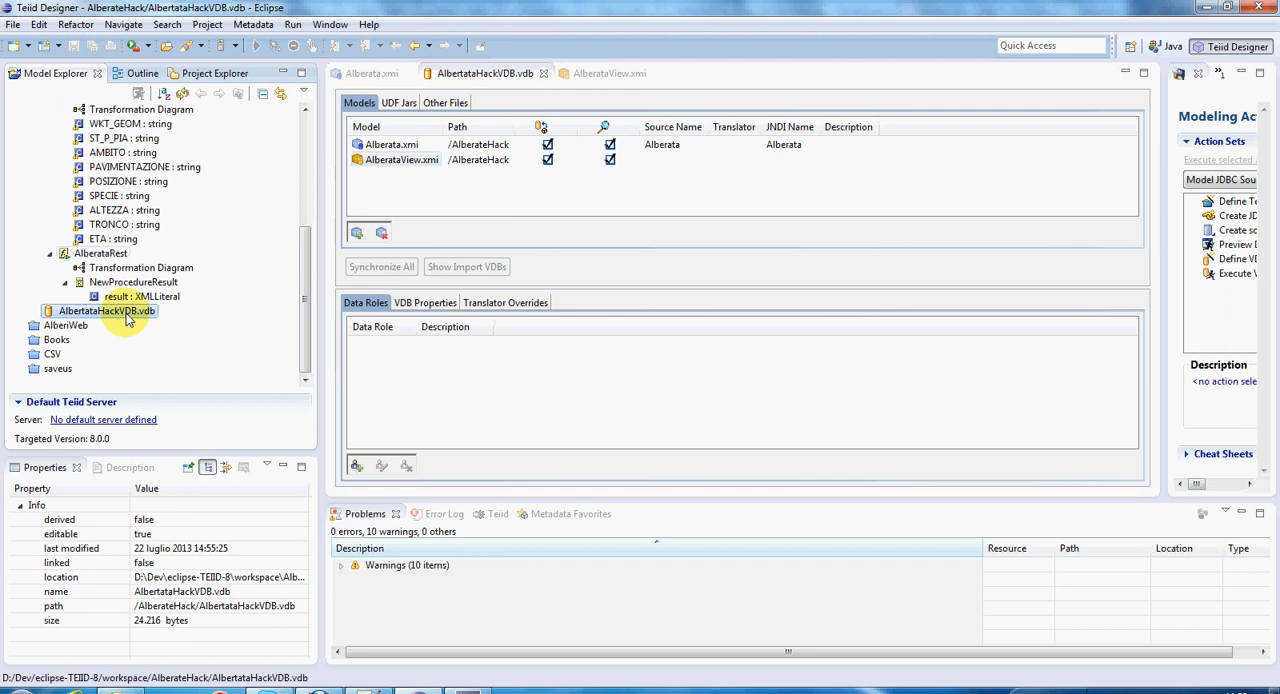 Teiid Designer - AlberateHack/AlbertataHackVDB.vdb - Eclipse
File Edit Refactor Navigate Search Project Metadata Run Window Help
Quick Access Java Teiid Designer
Model Explorer Outline Project Explorer
Transformation Diagram
WKT_GEOM : string
ST_P_PIA : string
AMBITO : string
PAVIMENTAZIONE : string
POSIZIONE : string
SPECIE : string
ALTEZZA : string
TRONCO : string
ETA : string
AlberataRest
Transformation Diagram
NewProcedureResult
result : XMLLiteral
AlbertataHackVDB.vdb
AlberiWeb
Books
CSV
saveus
Default Teiid Server
Server: No default server defined
Targeted Version: 8.0.0
Properties Description
Property Value
Info
derived false
editable true
last modified 22 luglio 2013 14:55:25
linked false
location D:\Dev\eclipse-TEIID-8\workspace\Alb...
name AlbertataHackVDB.vdb
path /AlberateHack/AlbertataHackVDB.vdb
size 24.216 bytes
Alberata.xmi AlbertataHackVDB.vdb AlberataView.xmi
Models UDF Jars Other Files
Model Path Source Name Translator JNDI Name Description
Alberata.xmi /AlberateHack Alberata Alberata
AlberataView.xmi /AlberateHack
Synchronize All Show Import VDBs
Data Roles VDB Properties Translator Overrides
Data Role Description
Problems Error Log Teiid Metadata Favorites
0 errors, 10 warnings, 0 others
Description Resource Path Location Type
Warnings (10 items)
Modeling Ac
Action Sets
Execute selected
Model JDBC Sou
Define Te
Create JD
Create so
Preview D
Define VD
Execute V
Description
<no action sele
Cheat Sheets
D:/Dev/eclipse-TEIID-8/workspace/AlberateHack/AlbertataHackVDB.vdb